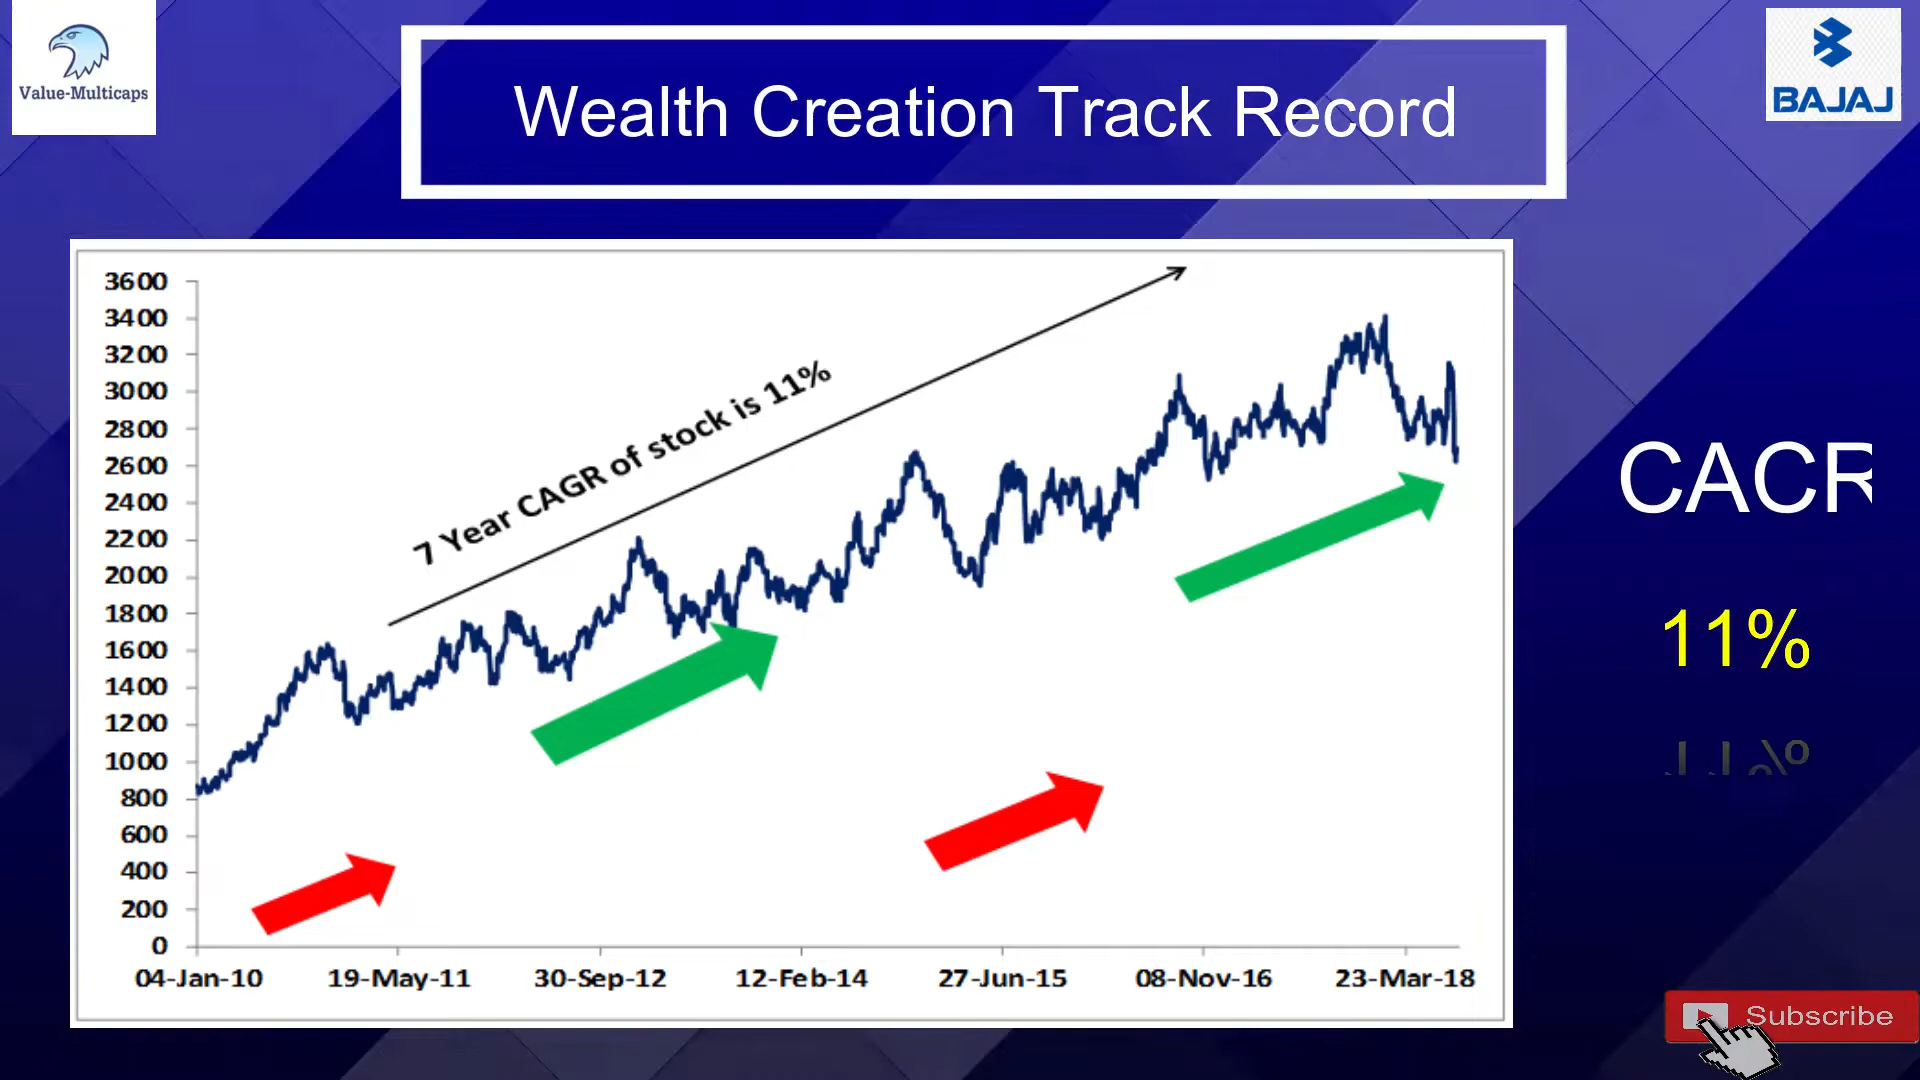 Value-Multicaps
Wealth Creation Track Record
BAJAJ
3600
3400
3200
3000
2800
2600
2400
2200
2000
1800
1600
1400
1200
1000
800
600
400
200
0
7 Year CAGR of stock is 11%
04-Jan-10
19-May-11
30-Sep-12
12-Feb-14
27-Jun-15
08-Nov-16
23-Mar-18
CACR
11%
Subscribe